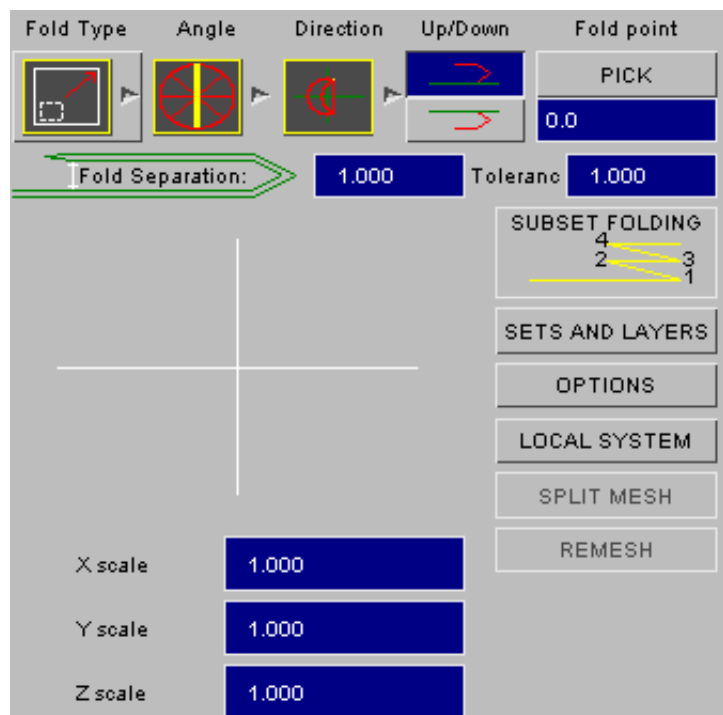 Fold Type Angle Direction Up/Down Fold point
PICK
0.0
Fold Separation: 1.000 Toleranc 1.000
SUBSET FOLDING
4
2 3
1
SETS AND LAYERS
OPTIONS
LOCAL SYSTEM
SPLIT MESH
REMESH
X scale 1.000
Y scale 1.000
Z scale 1.000